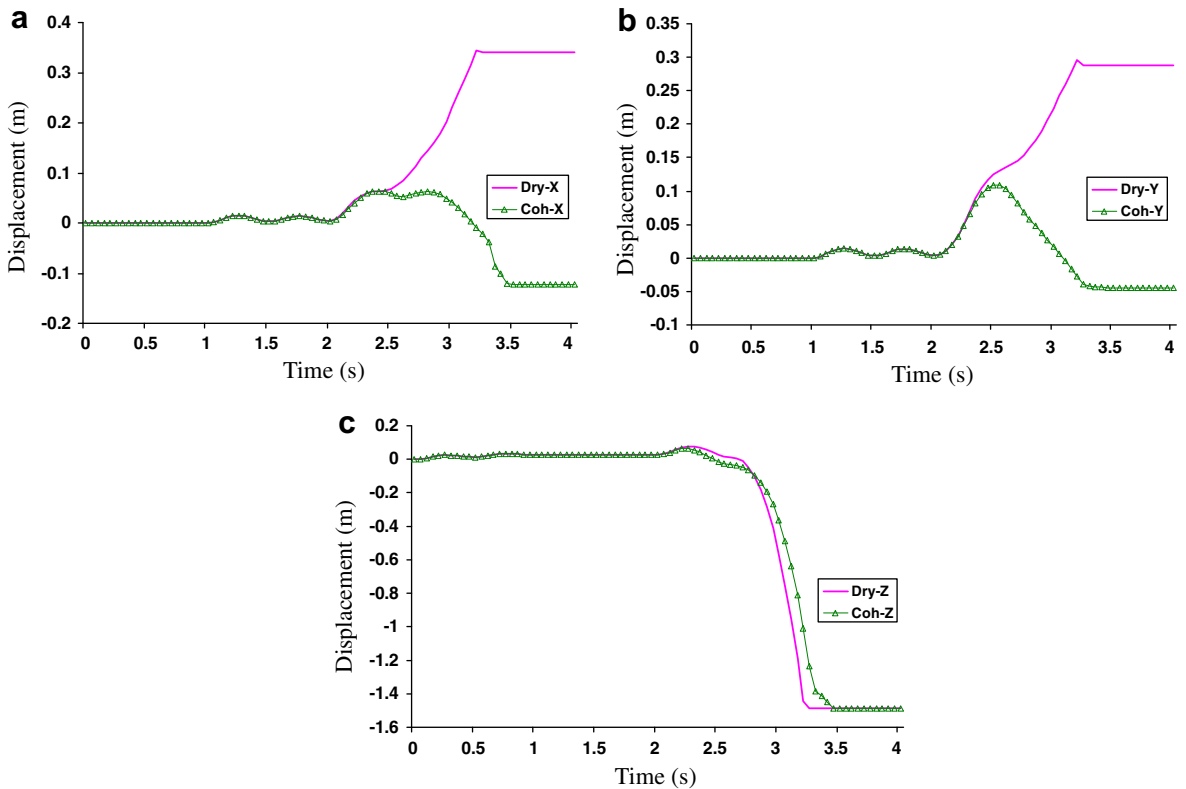 a
0.4
0.3
0.2
0.1
0
-0.1
-0.2
Displacement (m)
Dry-X
Coh-X
0 0.5 1 1.5 2 2.5 3 3.5 4
Time (s)
b
0.35
0.3
0.25
0.2
0.15
0.1
0.05
0
-0.05
-0.1
Displacement (m)
Dry-Y
Coh-Y
0 0.5 1 1.5 2 2.5 3 3.5 4
Time (s)
c
0.2
0
-0.2
-0.4
-0.6
-0.8
-1
-1.2
-1.4
-1.6
Displacement (m)
Dry-Z
Coh-Z
0 0.5 1 1.5 2 2.5 3 3.5 4
Time (s)